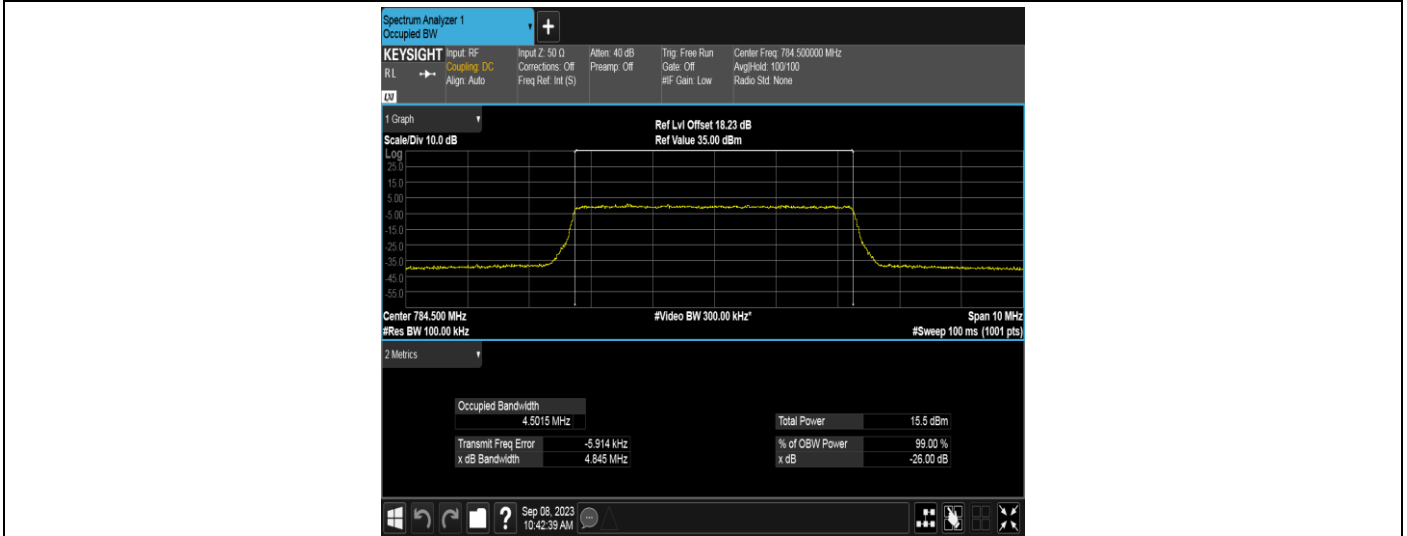 Spectrum Analyzer 1
Occupied BW
+
KEYSIGHT Input: RF Input Z: 50 Ω Atten: 40 dB Trig: Free Run Center Freq: 784.500000 MHz
RL Coupling: DC Corrections: Off Preamp: Off Gate: Off Avg|Hold: 100/100
Align: Auto Freq Ref: Int (S) #IF Gain: Low Radio Std: None
LXI
1 Graph
Ref Lvl Offset 18.23 dB
Scale/Div 10.0 dB Ref Value 35.00 dBm
Log
25.0
15.0
5.00
-5.00
-15.0
-25.0
-35.0
-45.0
-55.0
Center 784.500 MHz #Video BW 300.00 kHz* Span 10 MHz
#Res BW 100.00 kHz #Sweep 100 ms (1001 pts)
2 Metrics
Occupied Bandwidth
4.5015 MHz Total Power 15.5 dBm
Transmit Freq Error -5.914 kHz % of OBW Power 99.00 %
x dB Bandwidth 4.845 MHz x dB -26.00 dB
? Sep 08, 2023
10:42:39 AM